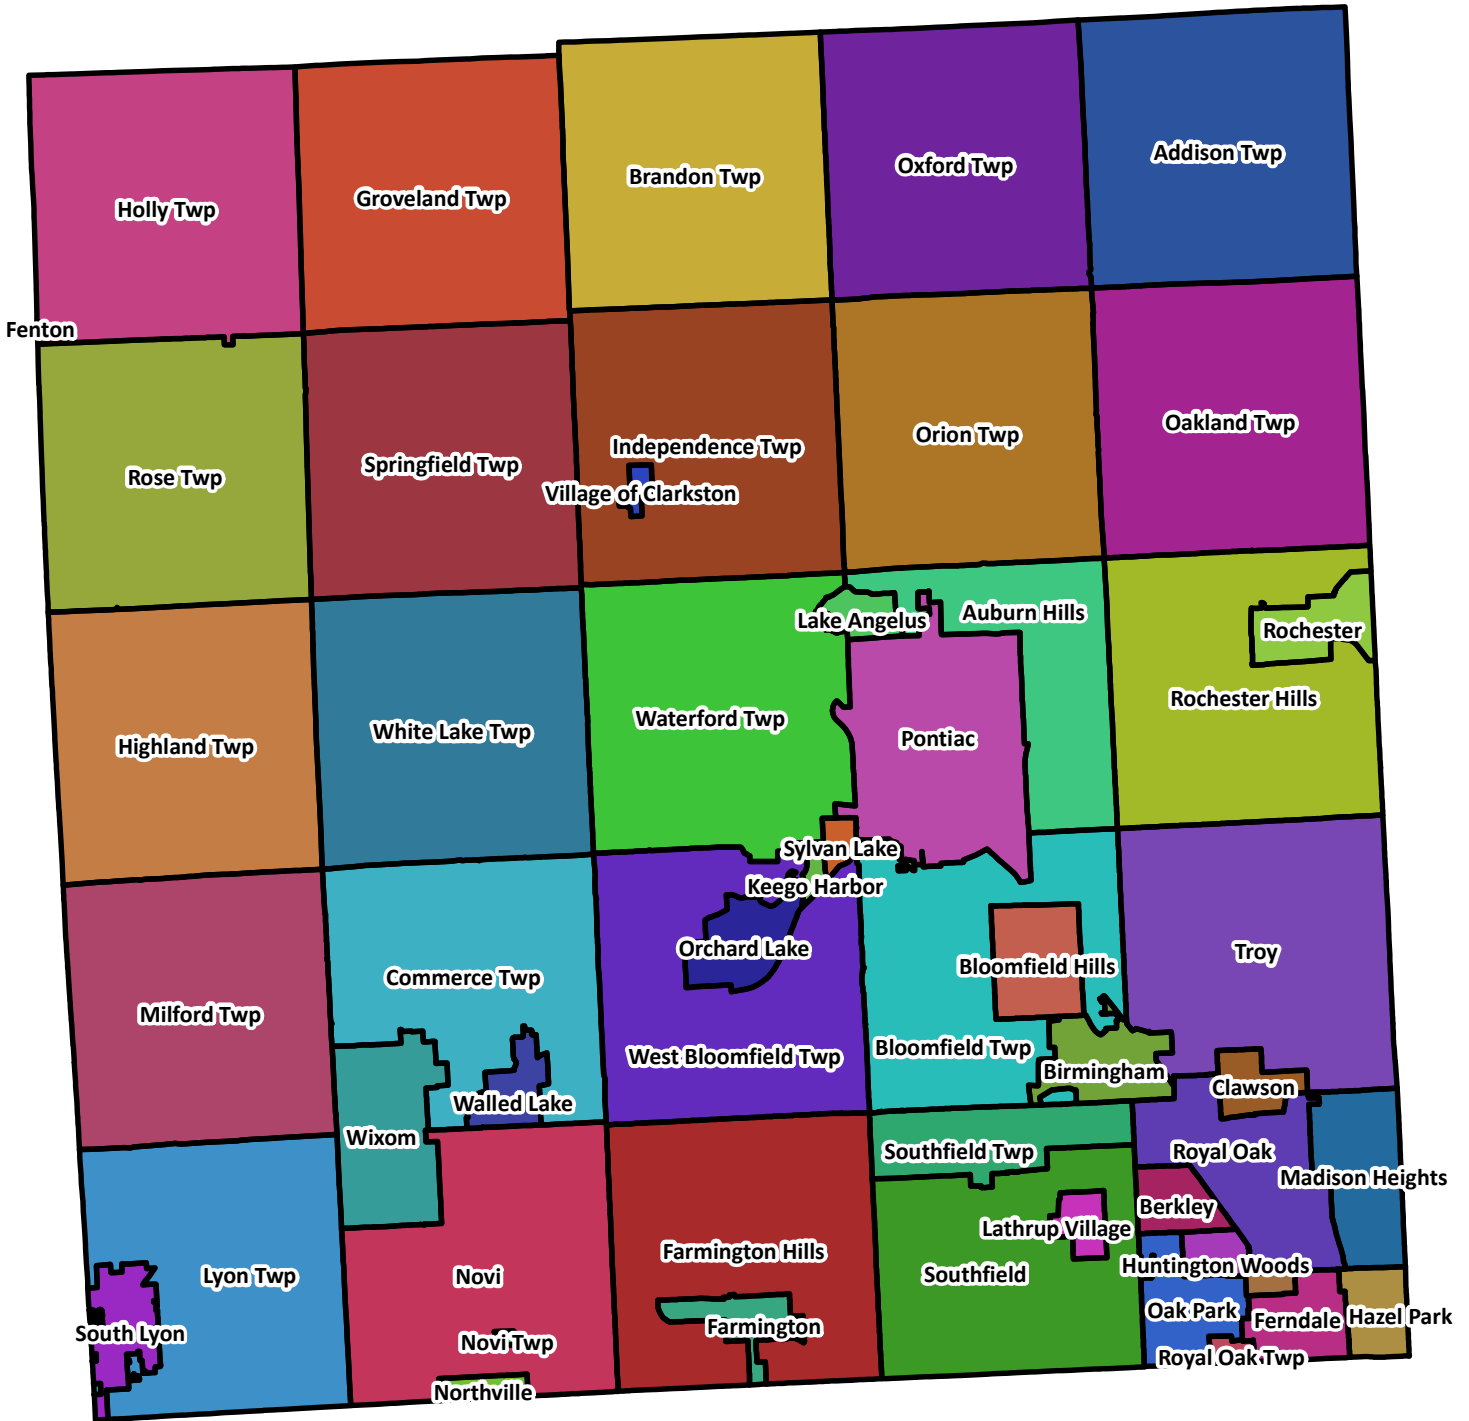 Addison Twp
Oxford Twp
Brandon Twp
Groveland Twp
Holly Twp
Fenton
Oakland Twp
Orion Twp
Independence Twp
Springfield Twp
Rose Twp
Village of Clarkston
Auburn Hills
Lake Angelus
Rochester
Rochester Hills
Waterford Twp
White Lake Twp
Pontiac
Highland Twp
Sylvan Lake
Keego Harbor
Orchard Lake
Troy
Bloomfield Hills
Commerce Twp
Milford Twp
Bloomfield Twp
West Bloomfield Twp
Birmingham
Clawson
Walled Lake
Wixom
Southfield Twp
Royal Oak
Madison Heights
Berkley
Lathrup Village
Farmington Hills
Huntington Woods
Southfield
Novi
Lyon Twp
Oak Park
Ferndale
Hazel Park
Farmington
South Lyon
Novi Twp
Royal Oak Twp
Northville